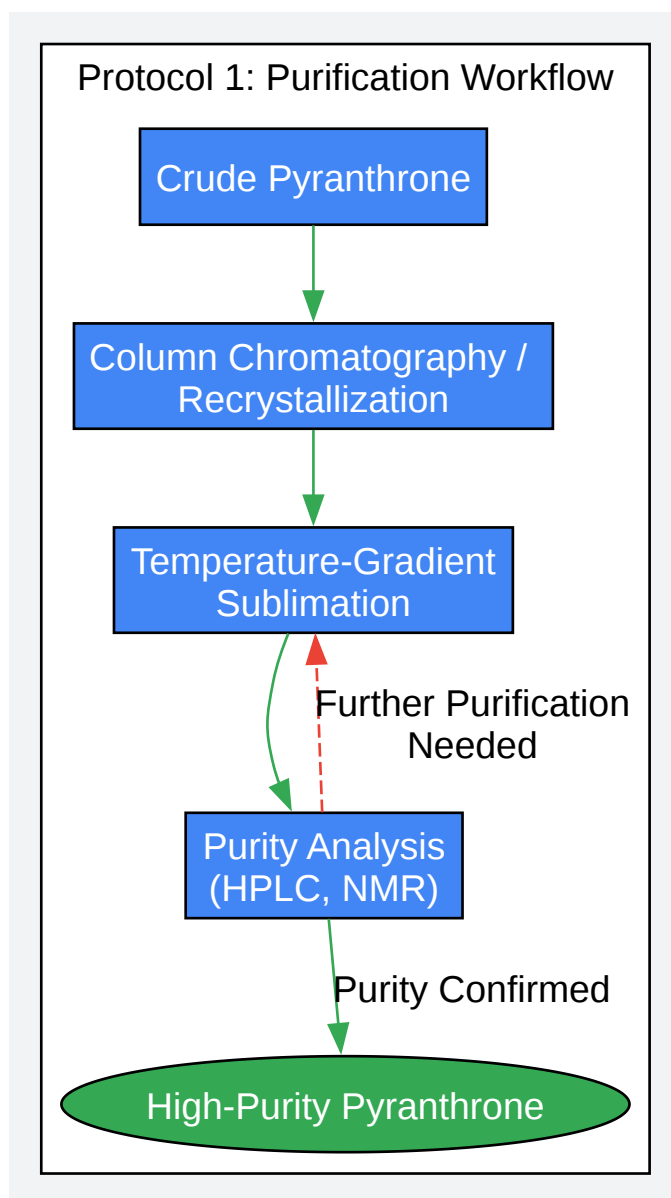 Protocol 1: Purification Workflow
Crude Pyranthrone
Column Chromatography /
Recrystallization
Temperature-Gradient
Sublimation
Further Purification
Needed
Purity Analysis
(HPLC, NMR)
Purity Confirmed
High-Purity Pyranthrone